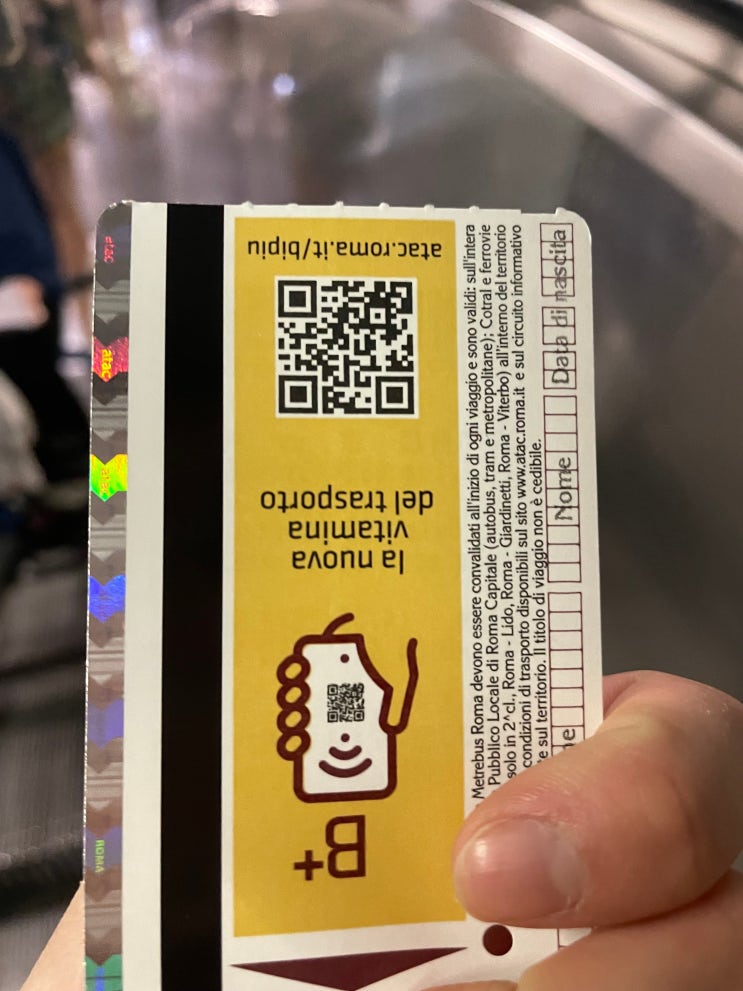 atac.roma.it/bipiu
la nuova
vitamina
del trasporto
B+
Metrebus Roma devono essere convalidati all'inizio di ogni viaggio e sono validi: sull'intera
Pubblico Locale di Roma Capitale (autobus, tram e metropolitane); Cotral e ferrovie
solo in 2^cl., Roma - Lido, Roma - Giardinetti, Roma - Viterbo) all'interno del territorio
condizioni di trasporto disponibili sul sito www.atac.roma.it e sul circuito informativo
e sul territorio. Il titolo di viaggio non è cedibile.
Nome
Data di nascita
atac
atac
atac
ROMA